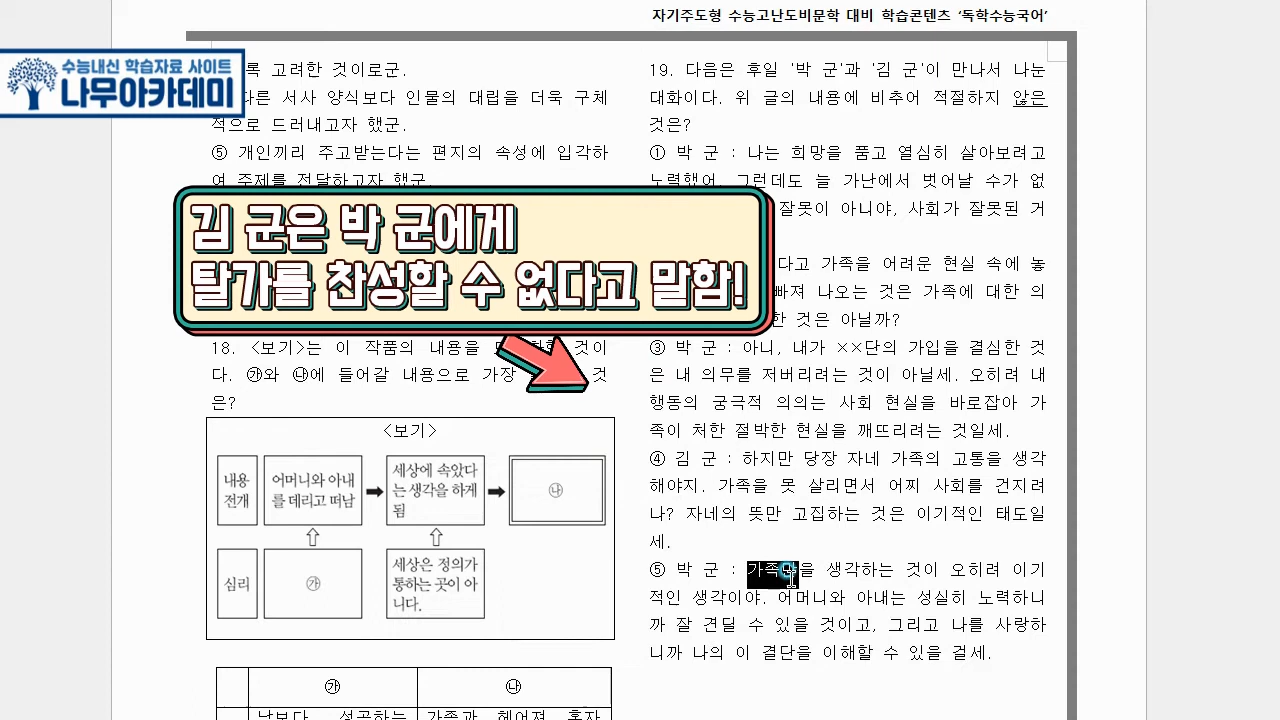 자기주도형 수능고난도비문학 대비 학습콘텐츠 ‘독학수능국어’
수능내신 학습자료 사이트
나무아카데미
록 고려한 것이로군.
다른 서사 양식보다 인물의 대립을 더욱 구체
적으로 드러내고자 했군.
⑤ 개인끼리 주고받는다는 편지의 속성에 입각하
여 주제를 전달하고자 했군.
김 군은 박 군에게
탈가를 찬성할 수 없다고 말함!
18. <보기>는 이 작품의 내용을 것이
다. ㉮와 ㉯에 들어갈 내용으로 가장 것
은?
<보기>
내용
전개
어머니와 아내
를 데리고 떠남
세상에 속았다
는 생각을 하게
됨
㉯
심리
㉮
세상은 정의가
통하는 곳이 아
니다.
㉮ ㉯
남보다 성공하는 가족과 헤어져 혼자
19. 다음은 후일 '박 군'과 '김 군'이 만나서 나눈
대화이다. 위 글의 내용에 비추어 적절하지 않은
것은?
① 박 군 : 나는 희망을 품고 열심히 살아보려고
노력했어. 그런데도 늘 가난에서 벗어날 수가 없
잘못이 아니야, 사회가 잘못된 거
다고 가족을 어려운 현실 속에 놓
빠져 나오는 것은 가족에 대한 의
한 것은 아닐까?
③ 박 군 : 아니, 내가 ××단의 가입을 결심한 것
은 내 의무를 저버리려는 것이 아닐세. 오히려 내
행동의 궁극적 의의는 사회 현실을 바로잡아 가
족이 처한 절박한 현실을 깨뜨리려는 것일세.
④ 김 군 : 하지만 당장 자네 가족의 고통을 생각
해야지. 가족을 못 살리면서 어찌 사회를 건지려
나? 자네의 뜻만 고집하는 것은 이기적인 태도일
세.
⑤ 박 군 : 가족만을 생각하는 것이 오히려 이기
적인 생각이야. 어머니와 아내는 성실히 노력하니
까 잘 견딜 수 있을 것이고, 그리고 나를 사랑하
니까 나의 이 결단을 이해할 수 있을 걸세.